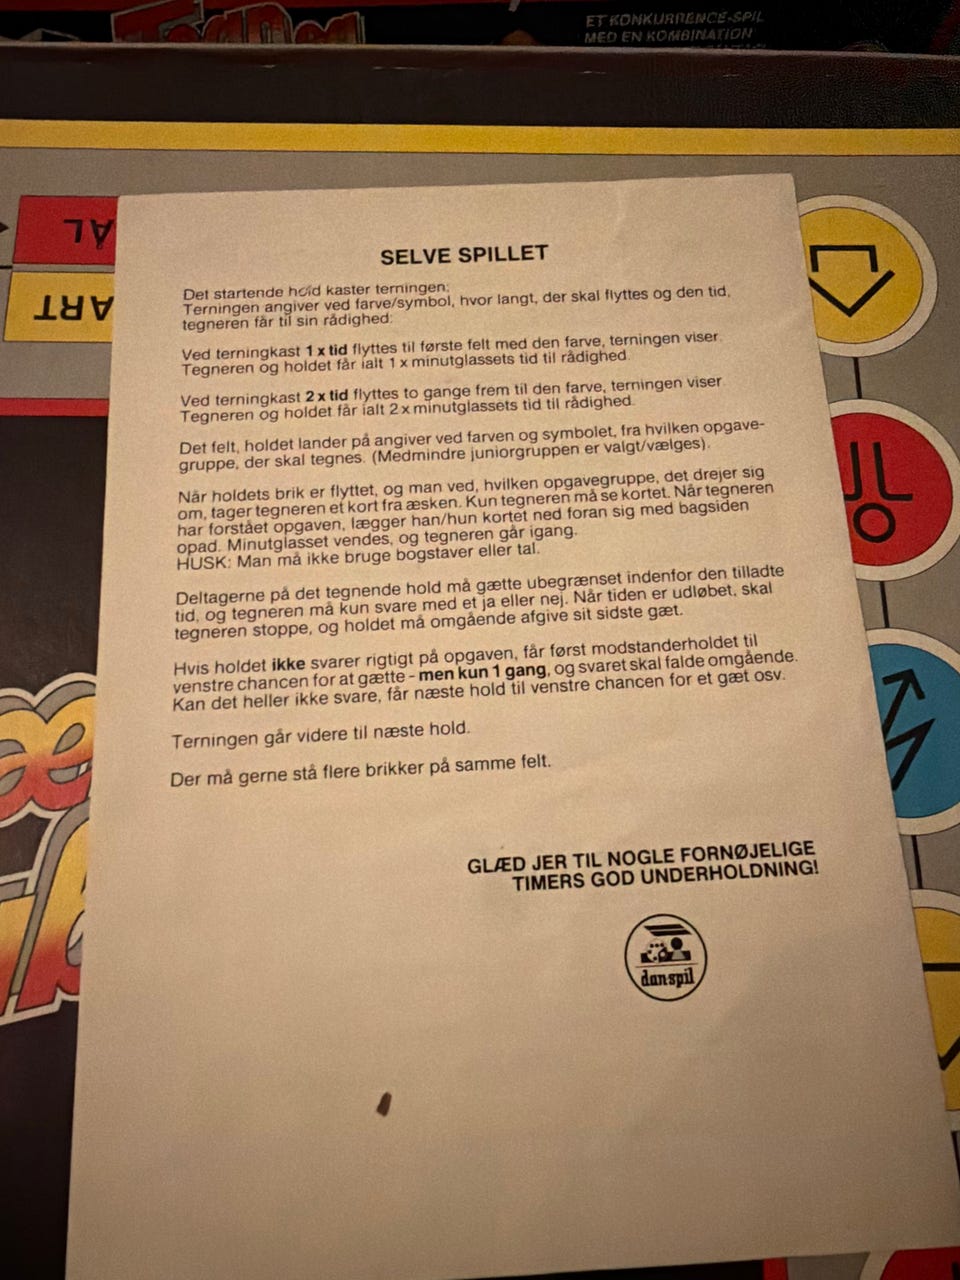 ET KONKURRENCE-SPIL
MED EN KOMBINATION
ÅL
ART
SELVE SPILLET
Det startende hold kaster terningen:
Terningen angiver ved farve/symbol, hvor langt, der skal flyttes og den tid,
tegneren får til sin rådighed:
Ved terningkast 1 x tid flyttes til første felt med den farve, terningen viser.
Tegneren og holdet får ialt 1 x minutglassets tid til rådighed.
Ved terningkast 2 x tid flyttes to gange frem til den farve, terningen viser.
Tegneren og holdet får ialt 2 x minutglassets tid til rådighed.
Det felt, holdet lander på angiver ved farven og symbolet, fra hvilken opgave-
gruppe, der skal tegnes. (Medmindre juniorgruppen er valgt/vælges).
Når holdets brik er flyttet, og man ved, hvilken opgavegruppe, det drejer sig
om, tager tegneren et kort fra æsken. Kun tegneren må se kortet. Når tegneren
har forstået opgaven, lægger han/hun kortet ned foran sig med bagsiden
opad. Minutglasset vendes, og tegneren går igang.
HUSK: Man må ikke bruge bogstaver eller tal.
Deltagerne på det tegnende hold må gætte ubegrænset indenfor den tilladte
tid, og tegneren må kun svare med et ja eller nej. Når tiden er udløbet, skal
tegneren stoppe, og holdet må omgående afgive sit sidste gæt.
Hvis holdet ikke svarer rigtigt på opgaven, får først modstanderholdet til
venstre chancen for at gætte - men kun 1 gang, og svaret skal falde omgående.
Kan det heller ikke svare, får næste hold til venstre chancen for et gæt osv.
Terningen går videre til næste hold.
Der må gerne stå flere brikker på samme felt.
GLÆD JER TIL NOGLE FORNØJELIGE
TIMERS GOD UNDERHOLDNING!
danspil